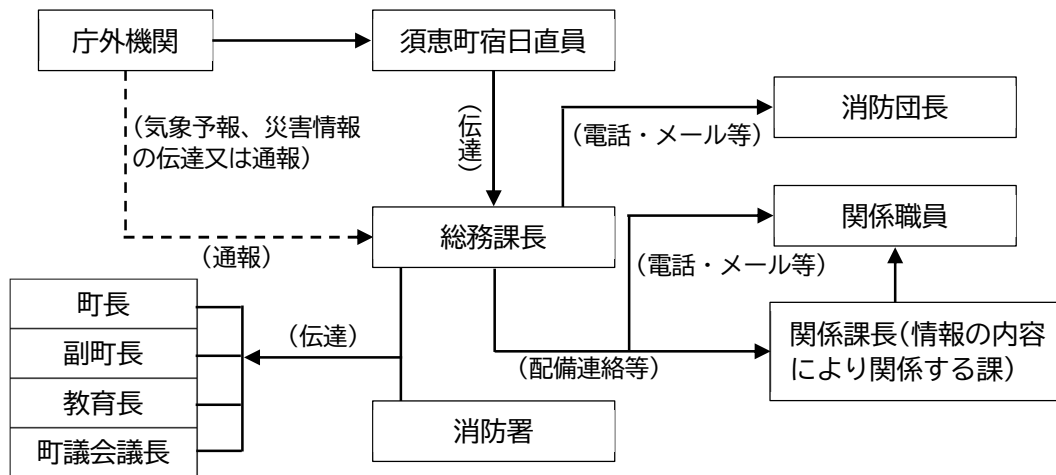 庁外機関
須恵町宿日直員
消防団長
（気象予報、災害情報
の伝達又は通報）
（伝達）
（電話・メール等）
総務課長
関係職員
（通報）
（電話・メール等）
町長
副町長
教育長
町議会議長
（伝達）
（配備連絡等）
関係課長（情報の内容
により関係する課）
消防署